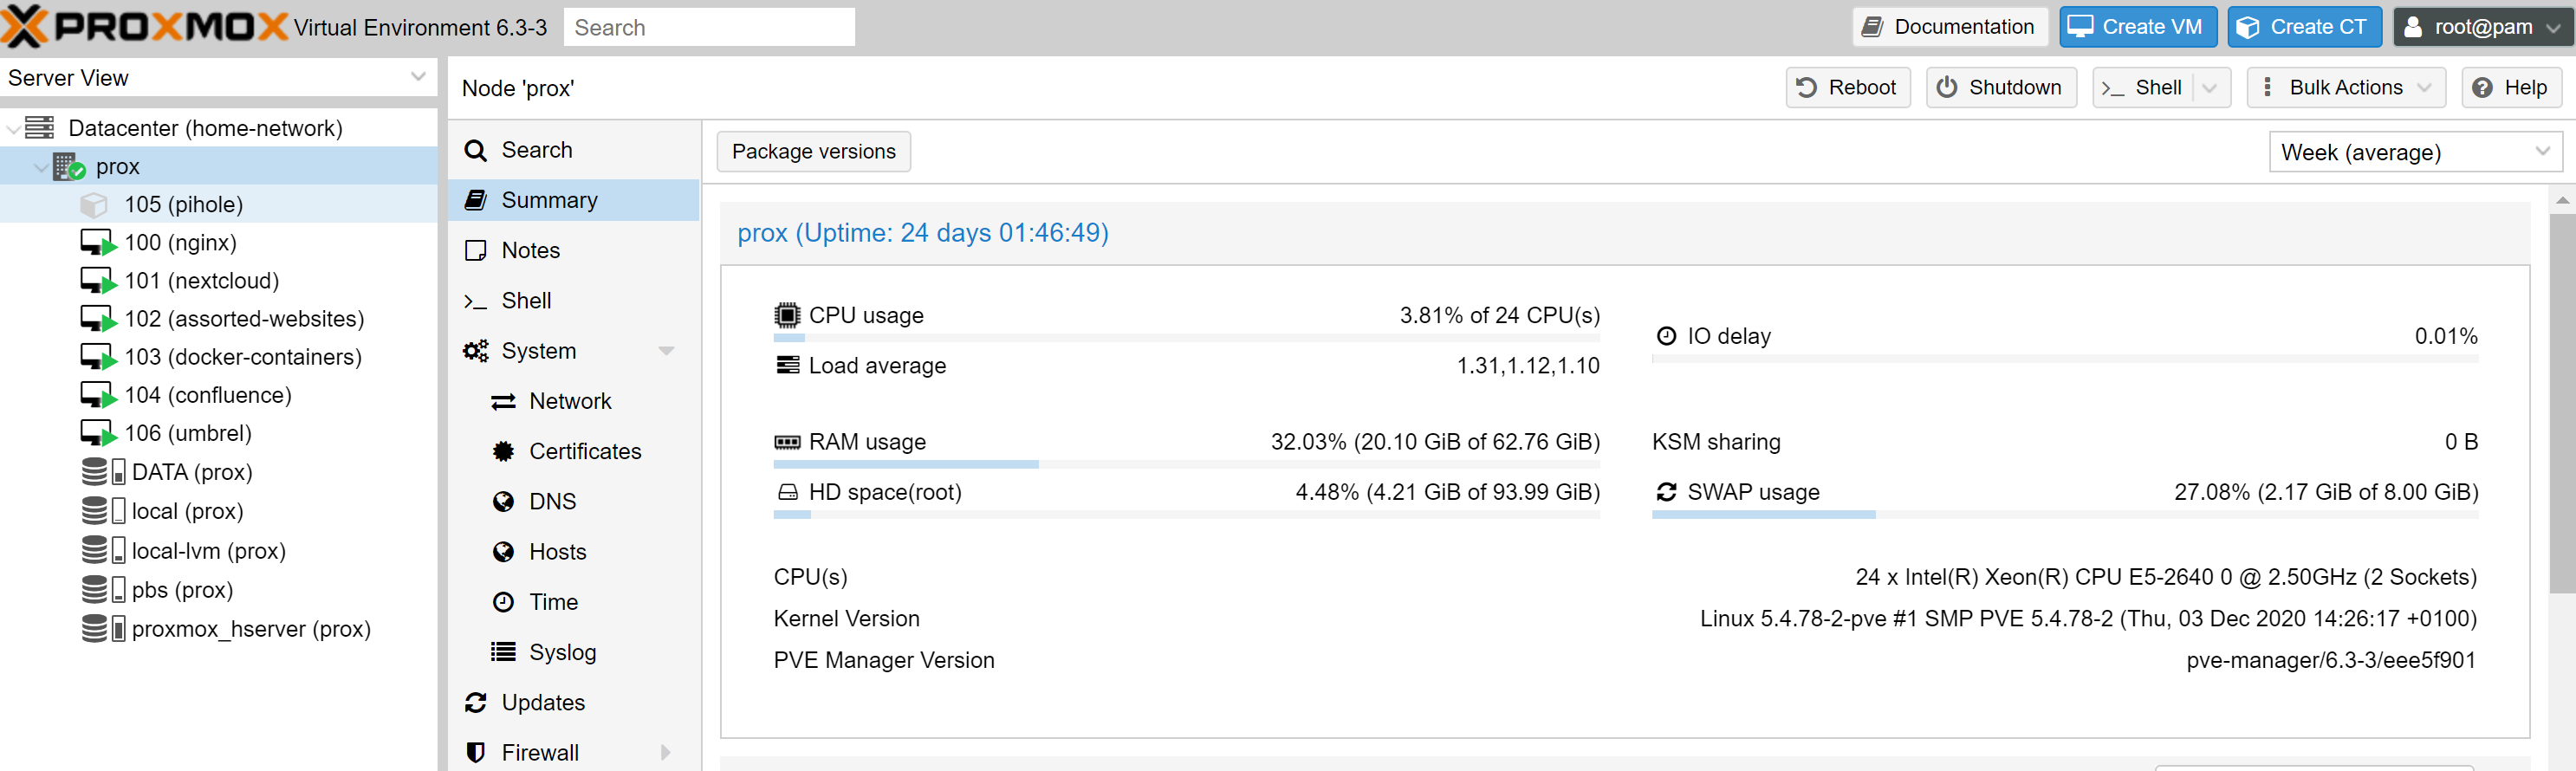 PROXMOX Virtual Environment 6.3-3 Search Documentation Create VM Create CT root@pam
Server View
Datacenter (home-network)
prox
105 (pihole)
100 (nginx)
101 (nextcloud)
102 (assorted-websites)
103 (docker-containers)
104 (confluence)
106 (umbrel)
DATA (prox)
local (prox)
local-lvm (prox)
pbs (prox)
proxmox_hserver (prox)
Node 'prox' Reboot Shutdown >_ Shell Bulk Actions Help
Search
Summary
Notes
>_ Shell
System
Network
Certificates
DNS
Hosts
Time
Syslog
Updates
Firewall
Package versions Week (average)
prox (Uptime: 24 days 01:46:49)
CPU usage 3.81% of 24 CPU(s)
Load average 1.31,1.12,1.10
IO delay 0.01%
RAM usage 32.03% (20.10 GiB of 62.76 GiB)
KSM sharing 0 B
HD space(root) 4.48% (4.21 GiB of 93.99 GiB)
SWAP usage 27.08% (2.17 GiB of 8.00 GiB)
CPU(s) 24 x Intel(R) Xeon(R) CPU E5-2640 0 @ 2.50GHz (2 Sockets)
Kernel Version Linux 5.4.78-2-pve #1 SMP PVE 5.4.78-2 (Thu, 03 Dec 2020 14:26:17 +0100)
PVE Manager Version pve-manager/6.3-3/eee5f901